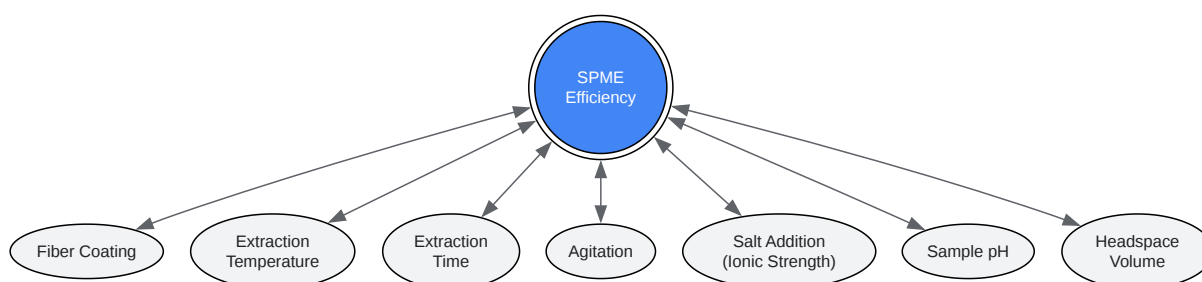 SPME
Efficiency
Fiber Coating
Extraction
Temperature
Extraction
Time
Agitation
Salt Addition
(Ionic Strength)
Sample pH
Headspace
Volume